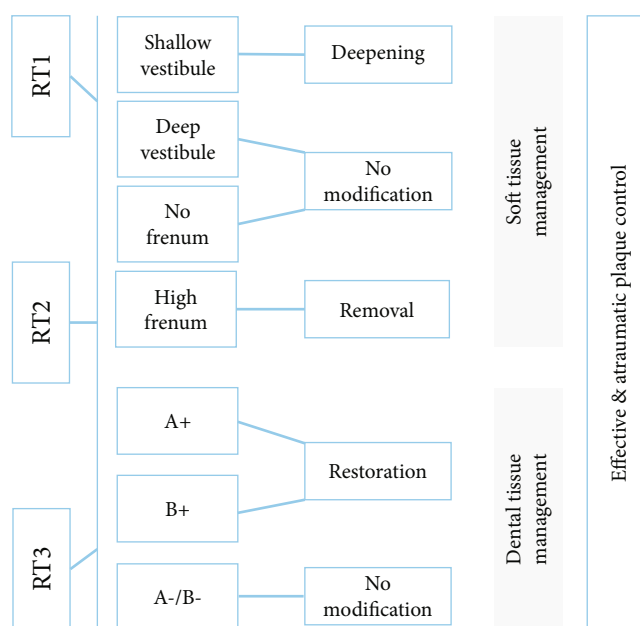 RT1
RT2
RT3
Shallow
vestibule
Deepening
Deep
vestibule
No
frenum
No
modification
High
frenum
Removal
A+
B+
Restoration
A-/B-
No
modification
Soft tissue
management
Dental tissue
management
Effective & atraumatic plaque control